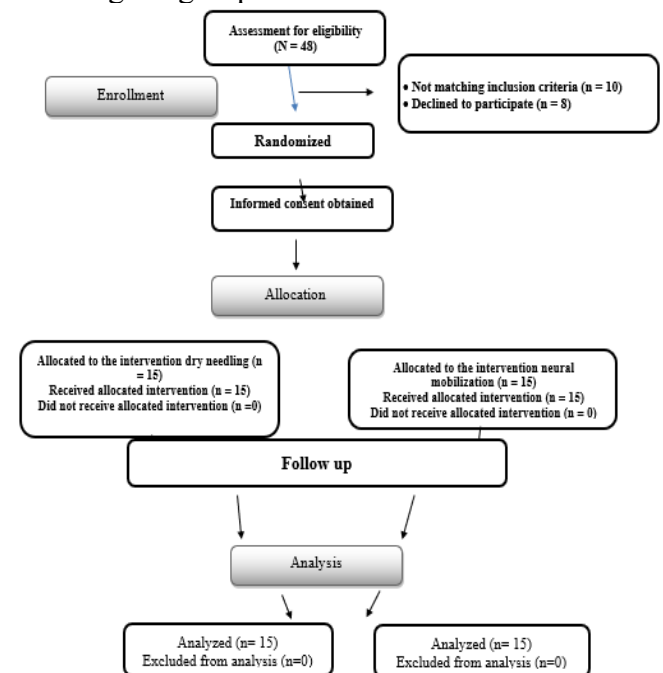 Assessment for eligibility
(N = 48)
Enrollment
• Not matching inclusion criteria (n = 10)
• Declined to participate (n = 8)
Randomized
Informed consent obtained
Allocation
Allocated to the intervention dry needling (n
= 15)
Received allocated intervention (n = 15)
Did not receive allocated intervention (n =0)
Allocated to the intervention neural
mobilization (n = 15)
Received allocated intervention (n = 15)
Did not receive allocated intervention (n = 0)
Follow up
Analysis
Analyzed (n= 15)
Excluded from analysis (n=0)
Analyzed (n= 15)
Excluded from analysis (n=0)